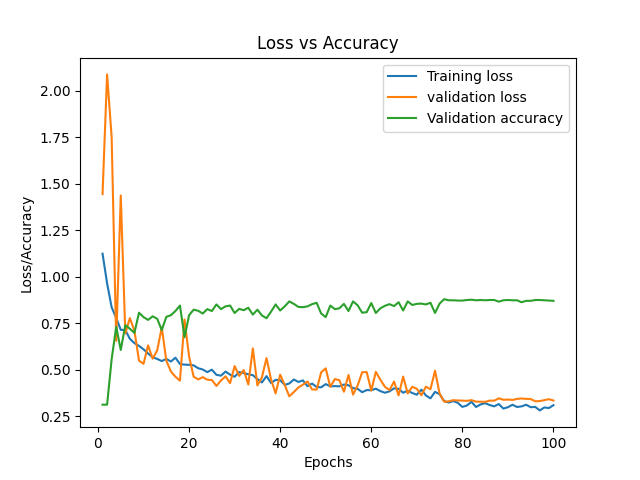 Loss vs Accuracy
Training loss
validation loss
Validation accuracy
2.00
1.75
1.50
1.25
1.00
0.75
0.50
0.25
Loss/Accuracy
0 20 40 60 80 100
Epochs